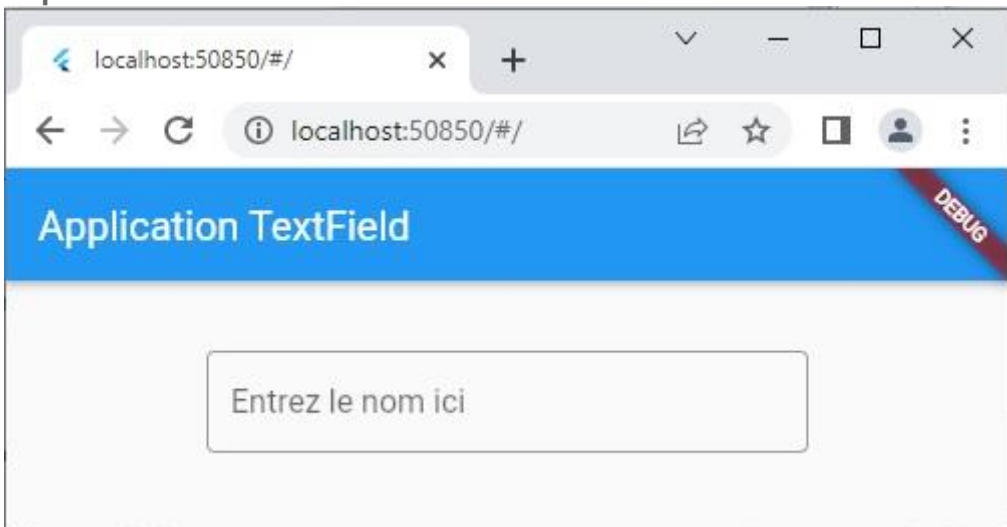 localhost:50850/#/
localhost:50850/#/
Application TextField
DEBUG
Entrez le nom ici